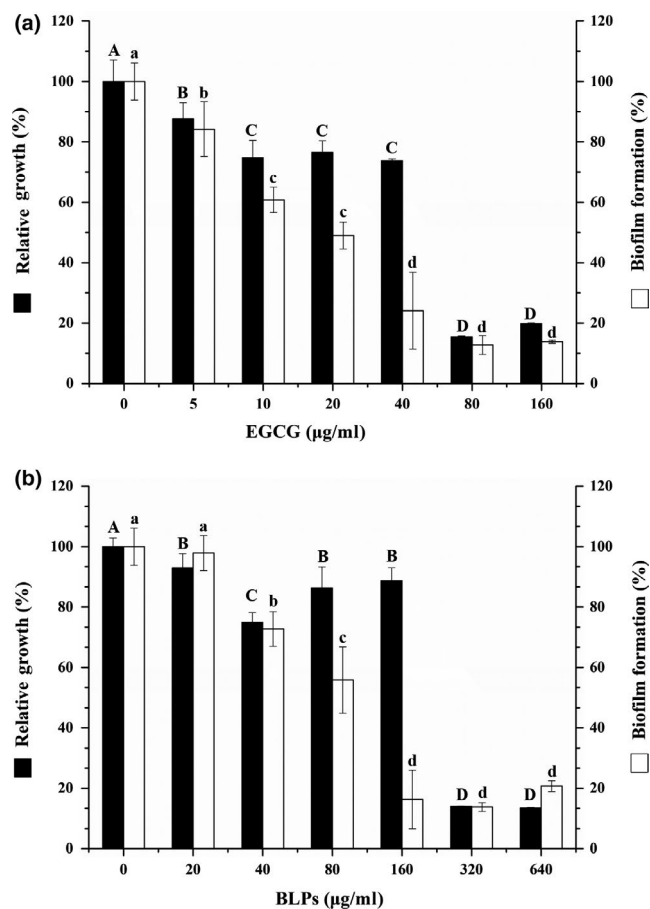 (a)
120 120
A a
100 100
B b
80 C C C 80
60 c 60
c
40 d 40
20 D d D d 20
0 0
Relative growth (%)
Biofilm formation (%)
0 5 10 20 40 80 160
EGCG (μg/ml)
(b)
120 120
A a B a
100 100
B B
80 C b 80
60 c 60
40 40
20 d D d D d 20
0 0
Relative growth (%)
Biofilm formation (%)
0 20 40 80 160 320 640
BLPs (μg/ml)